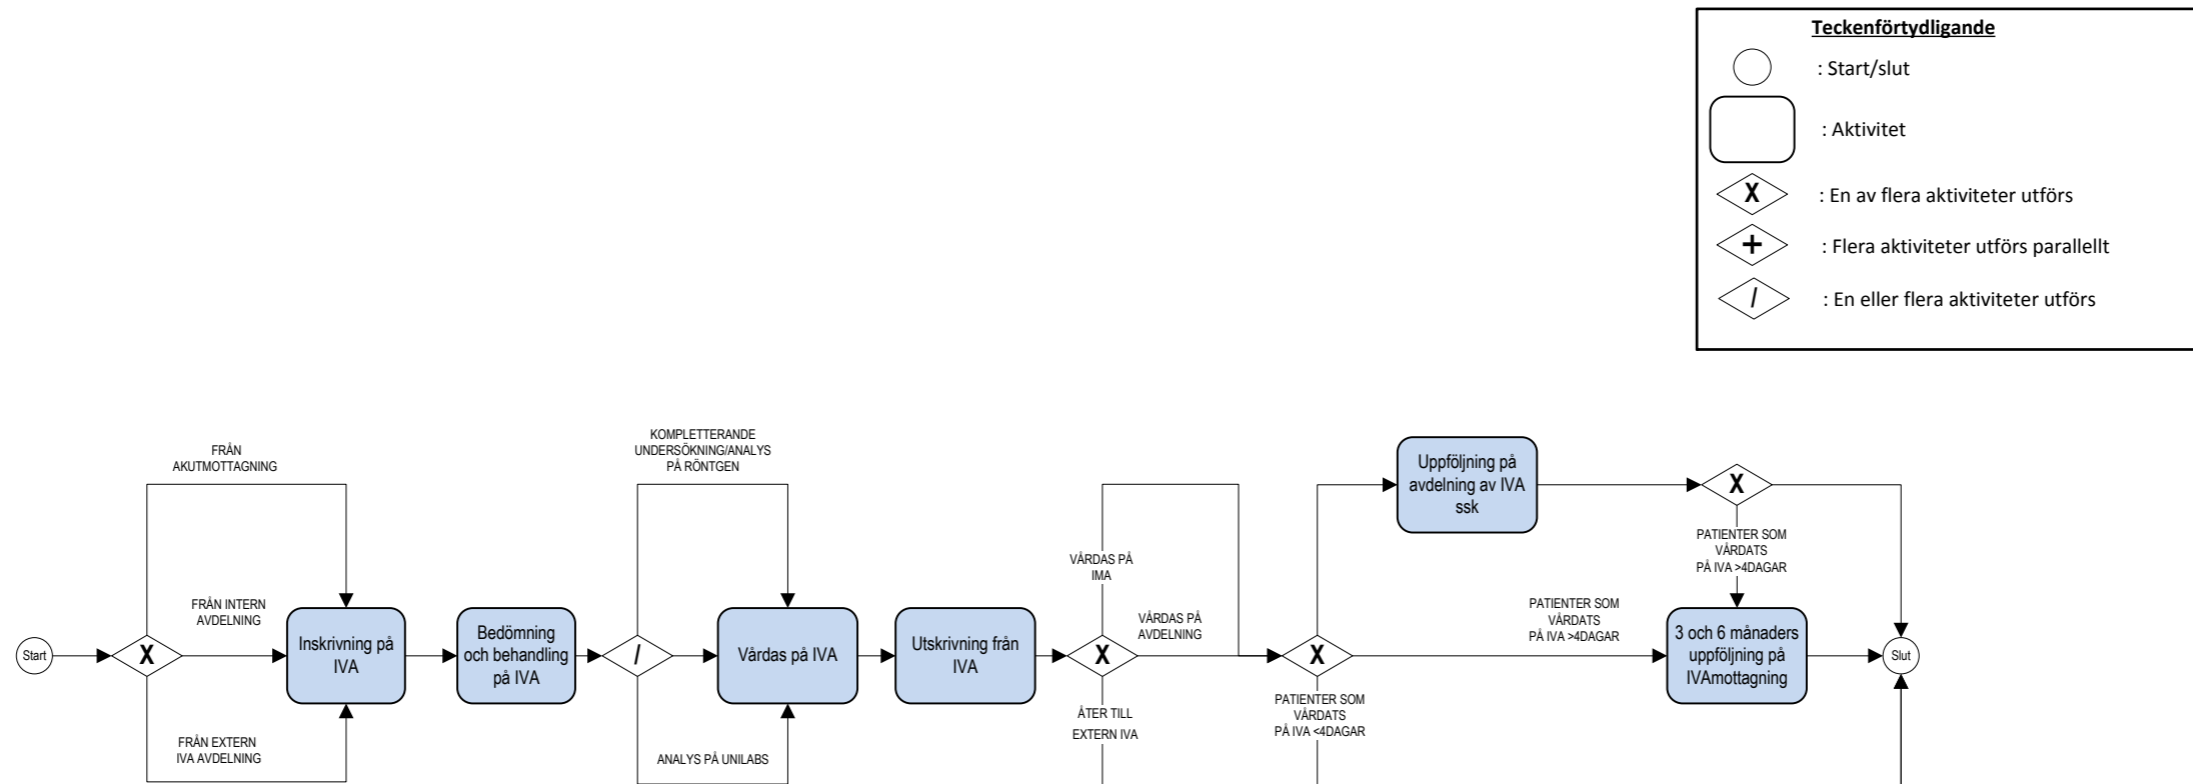 Teckenförtydligande
: Start/slut
: Aktivitet
X
: En av flera aktiviteter utförs
+
: Flera aktiviteter utförs parallellt
/
: En eller flera aktiviteter utförs
Start
X
FRÅN
AKUTMOTTAGNING
FRÅN INTERN
AVDELNING
FRÅN EXTERN
IVA AVDELNING
Inskrivning på
IVA
Bedömning
och behandling
på IVA
/
KOMPLETTERANDE
UNDERSÖKNING/ANALYS
PÅ RÖNTGEN
ANALYS PÅ UNILABS
Vårdas på IVA
Utskrivning från
IVA
X
VÅRDAS PÅ
IMA
VÅRDAS PÅ
AVDELNING
ÅTER TILL
EXTERN IVA
X
PATIENTER SOM
VÅRDATS
PÅ IVA <4DAGAR
Uppföljning på
avdelning av IVA
ssk
PATIENTER SOM
VÅRDATS
PÅ IVA >4DAGAR
X
PATIENTER SOM
VÅRDATS
PÅ IVA >4DAGAR
3 och 6 månaders
uppföljning på
IVAmottagning
Slut